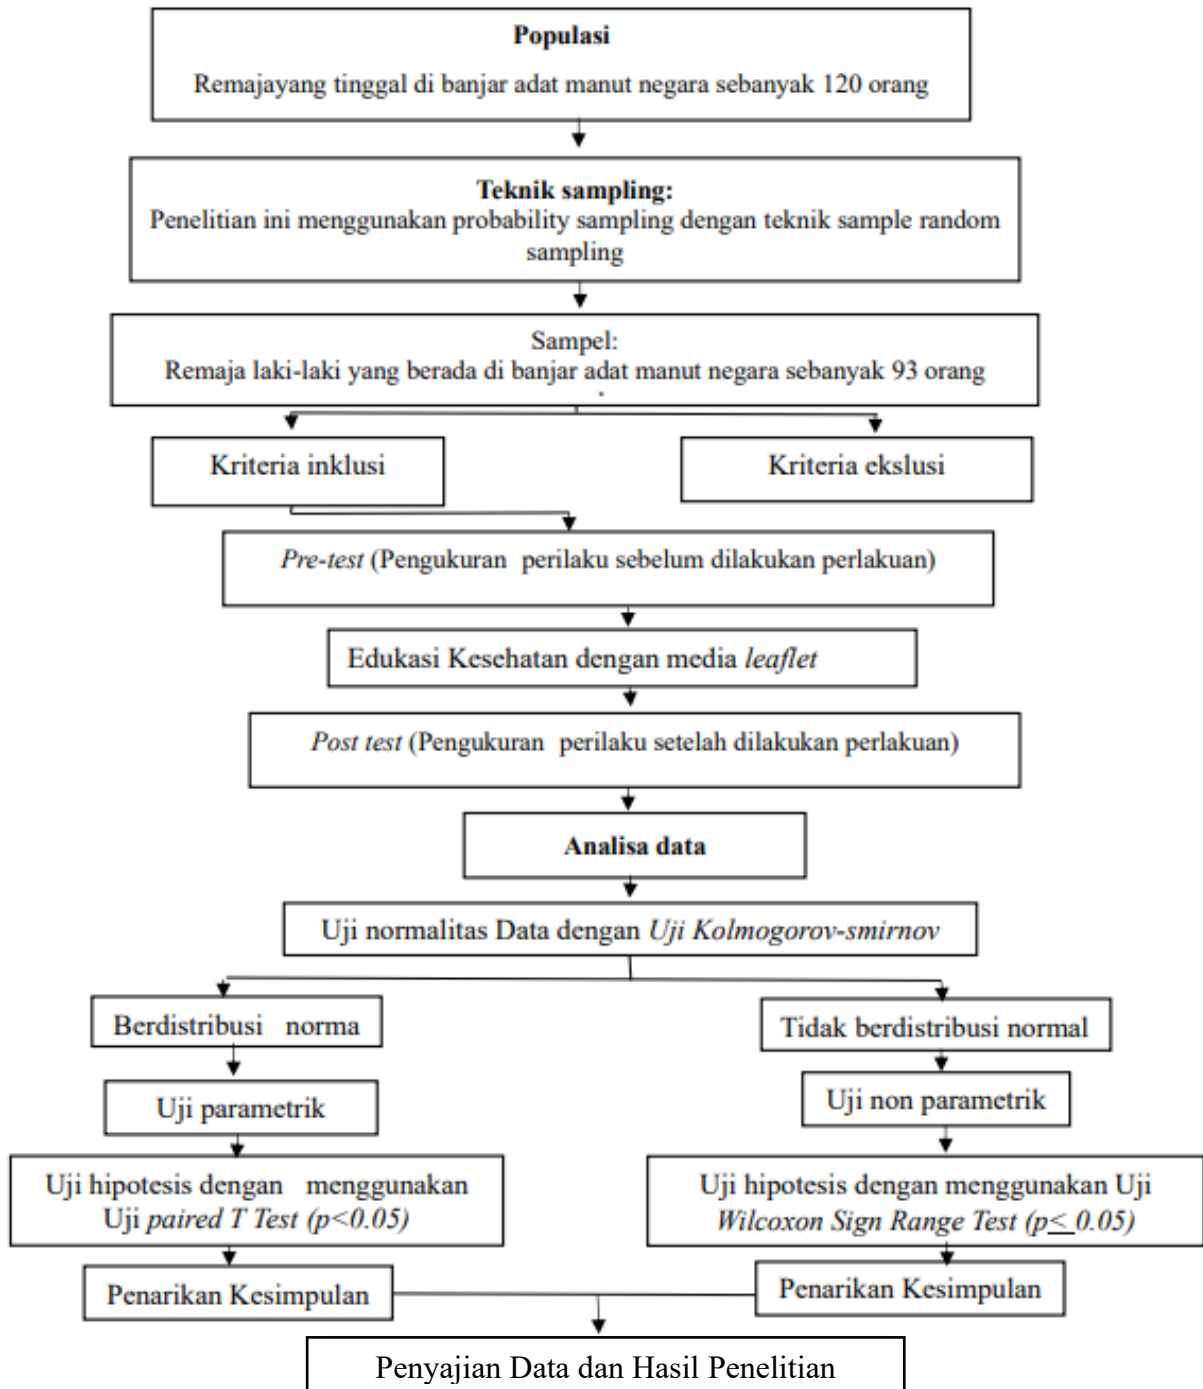 Populasi
Remajayang tinggal di banjar adat manut negara sebanyak 120 orang
Teknik sampling:
Penelitian ini menggunakan probability sampling dengan teknik sample random
sampling
Sampel:
Remaja laki-laki yang berada di banjar adat manut negara sebanyak 93 orang
Kriteria inklusi
Kriteria ekslusi
Pre-test (Pengukuran perilaku sebelum dilakukan perlakuan)
Edukasi Kesehatan dengan media leaflet
Post test (Pengukuran perilaku setelah dilakukan perlakuan)
Analisa data
Uji normalitas Data dengan Uji Kolmogorov-smirnov
Berdistribusi norma
Tidak berdistribusi normal
Uji parametrik
Uji non parametrik
Uji hipotesis dengan menggunakan
Uji paired T Test (p<0.05)
Uji hipotesis dengan menggunakan Uji
Wilcoxon Sign Range Test (p< 0.05)
Penarikan Kesimpulan
Penarikan Kesimpulan
Penyajian Data dan Hasil Penelitian